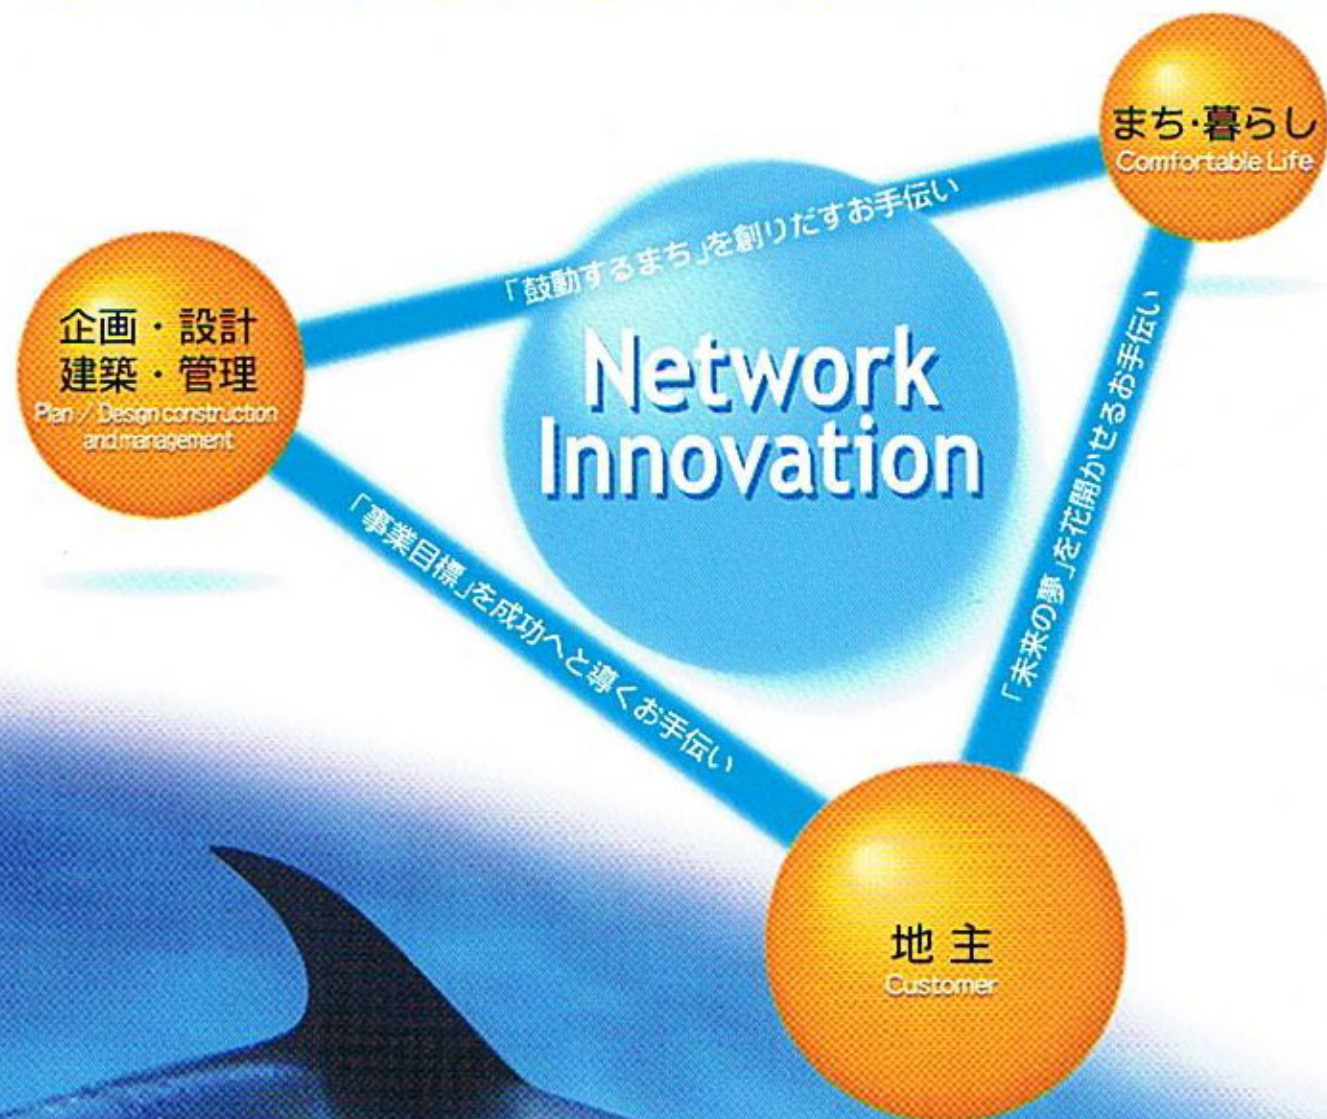 まち・暮らし
Comfortable Life
「鼓動するまち」を創りだすお手伝い
企画・設計
建築・管理
Plan / Design construction
and management
Network
Innovation
「未来の夢」を花開かせるお手伝い
「事業目標」を成功へと導くお手伝い
地主
Customer